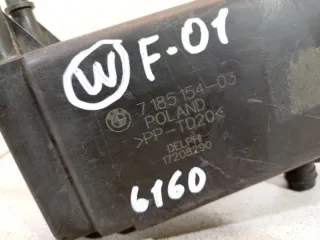 W F-01
7 185 154-03
POLAND
>PP-TD20<
DELPHI
17208290
6160